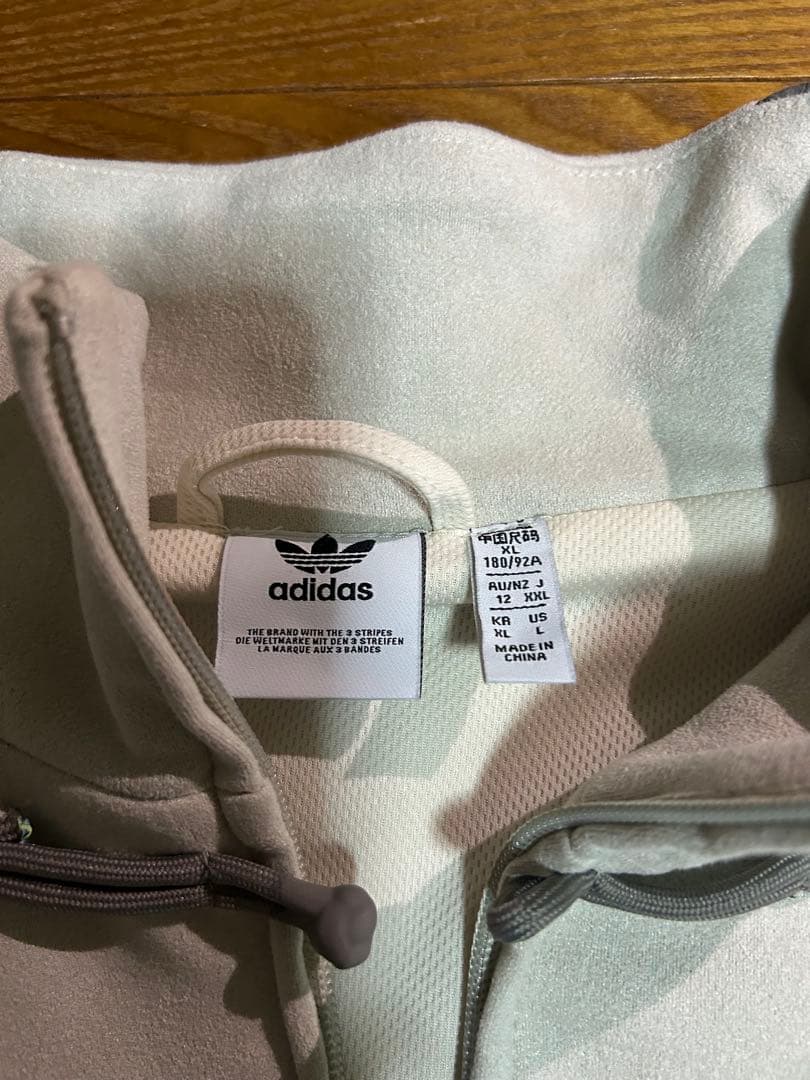 adidas
THE BRAND WITH THE 3 STRIPES
DIE WELTMARKE MIT DEN 3 STREIFEN
LA MARQUE AUX 3 BANDES
中国尺码
XL
180/92A
AU/NZ J
12 XXL
KR US
XL L
MADE IN
CHINA